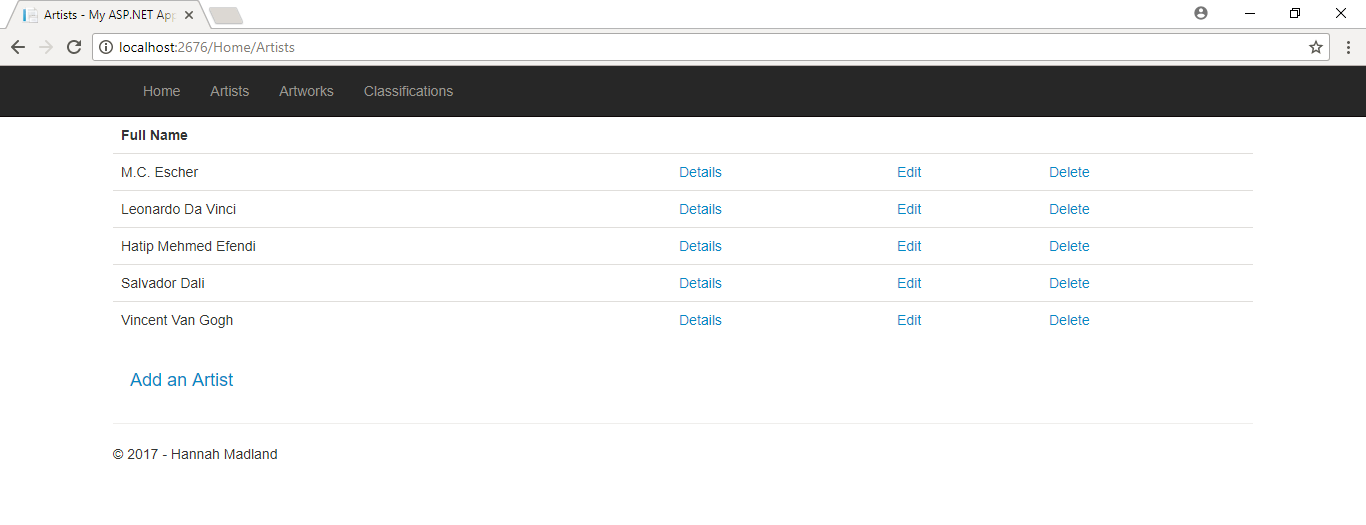 Artists - My ASP.NET App
localhost:2676/Home/Artists
Home Artists Artworks Classifications
Full Name
M.C. Escher Details Edit Delete
Leonardo Da Vinci Details Edit Delete
Hatip Mehmed Efendi Details Edit Delete
Salvador Dali Details Edit Delete
Vincent Van Gogh Details Edit Delete
Add an Artist
© 2017 - Hannah Madland